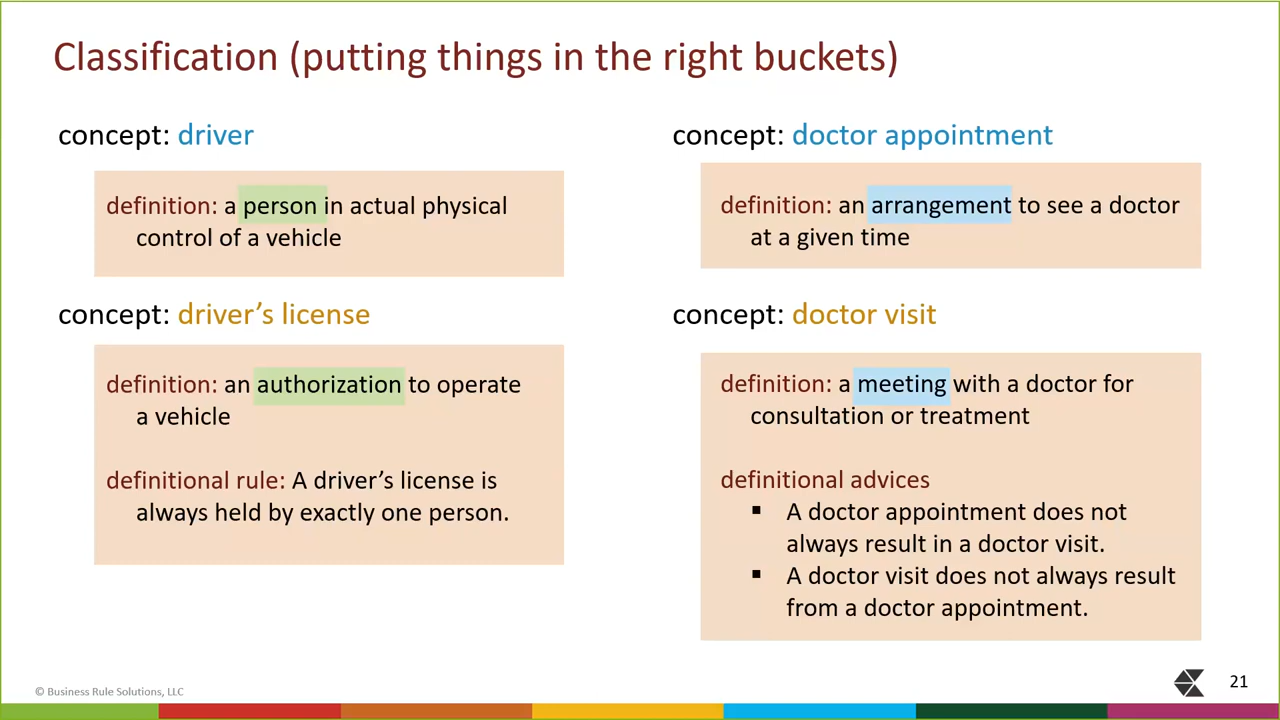 Classification (putting things in the right buckets)
concept: driver
definition: a person in actual physical
control of a vehicle
concept: driver’s license
definition: an authorization to operate
a vehicle
definitional rule: A driver’s license is
always held by exactly one person.
concept: doctor appointment
definition: an arrangement to see a doctor
at a given time
concept: doctor visit
definition: a meeting with a doctor for
consultation or treatment
definitional advices
▪ A doctor appointment does not
always result in a doctor visit.
▪ A doctor visit does not always result
from a doctor appointment.
© Business Rule Solutions, LLC
21